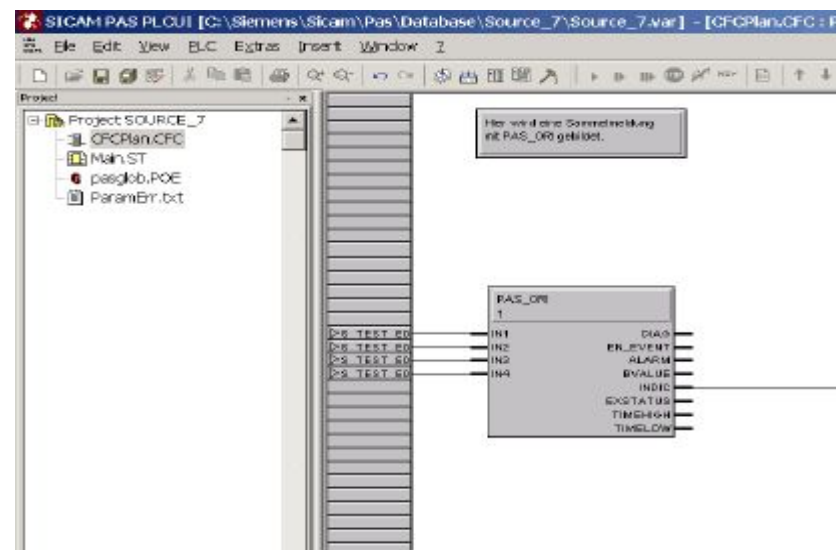 SICAM PAS PLCUI [C:\Siemens\Sicam\Pas\Database\Source_7\Source_7.var] - [CFCPlan.CFC : P
File Edit View PLC Extras Insert Window ?
Project
Project SOURCE_7
CFCPlan.CFC
Main.ST
pasglob.POE
ParamErr.txt
Hier wird eine Sammelmeldung
mit PAS_ORI gebildet.
PAS_ORI
1
IN1 DIAG
IN2 EN_EVENT
IN3 ALARM
IN4 BVALUE
INDIC
EXSTATUS
TIMEHIGH
TIMELOW